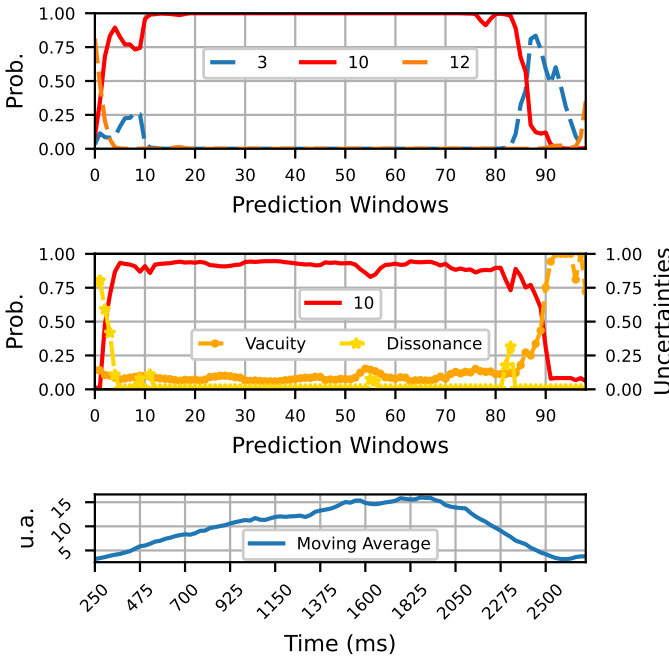 1.00
0.75
0.50
0.25
0.00
Prob.
3 10 12
0 10 20 30 40 50 60 70 80 90
Prediction Windows
1.00 1.00
0.75 0.75
0.50 0.50
0.25 0.25
0.00 0.00
Prob.
Uncertainties
10
Vacuity Dissonance
0 10 20 30 40 50 60 70 80 90
Prediction Windows
15
10
5
u.a.
Moving Average
250 475 700 925 1150 1375 1600 1825 2050 2275 2500
Time (ms)